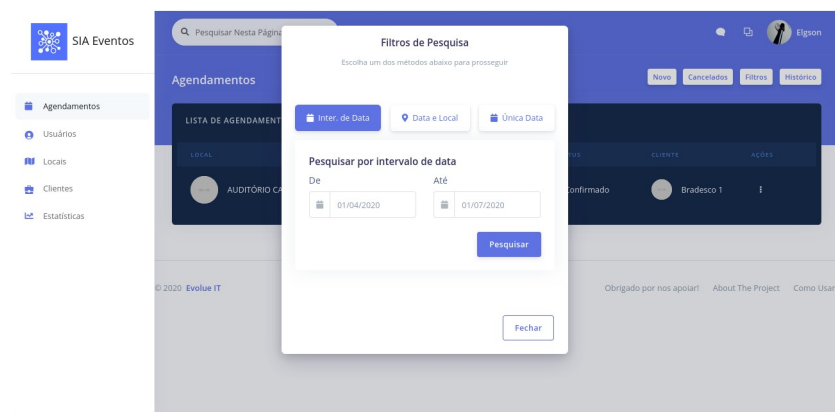 SIA Eventos
Agendamentos
Usuários
Locais
Clientes
Estatísticas
Pesquisar Nesta Página
Elgson
Agendamentos
Novo
Cancelados
Filtros
Histórico
LISTA DE AGENDAMENT
LOCAL
CLIENTE
AÇÕES
AUDITÓRIO CA
Confirmado
Bradesco 1
Filtros de Pesquisa
Escolha um dos métodos abaixo para prosseguir
Inter. de Data
Data e Local
Única Data
Pesquisar por intervalo de data
De
Até
01/04/2020
01/07/2020
Pesquisar
Fechar
© 2020 Evolue IT
Obrigado por nos apoiar!
About The Project
Como Usar